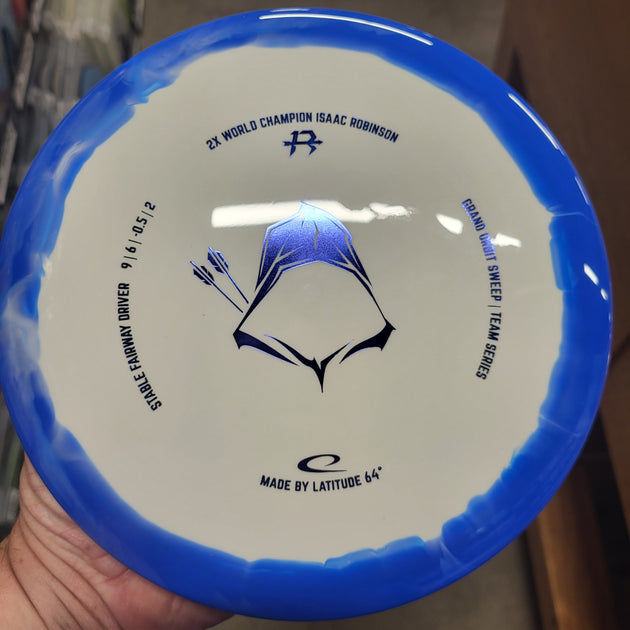 2X WORLD CHAMPION ISAAC ROBINSON
R
GRAND ORBIT SWEEP | TEAM SERIES
STABLE FAIRWAY DRIVER 9 | 6 | -0.5 | 2
MADE BY LATITUDE 64°